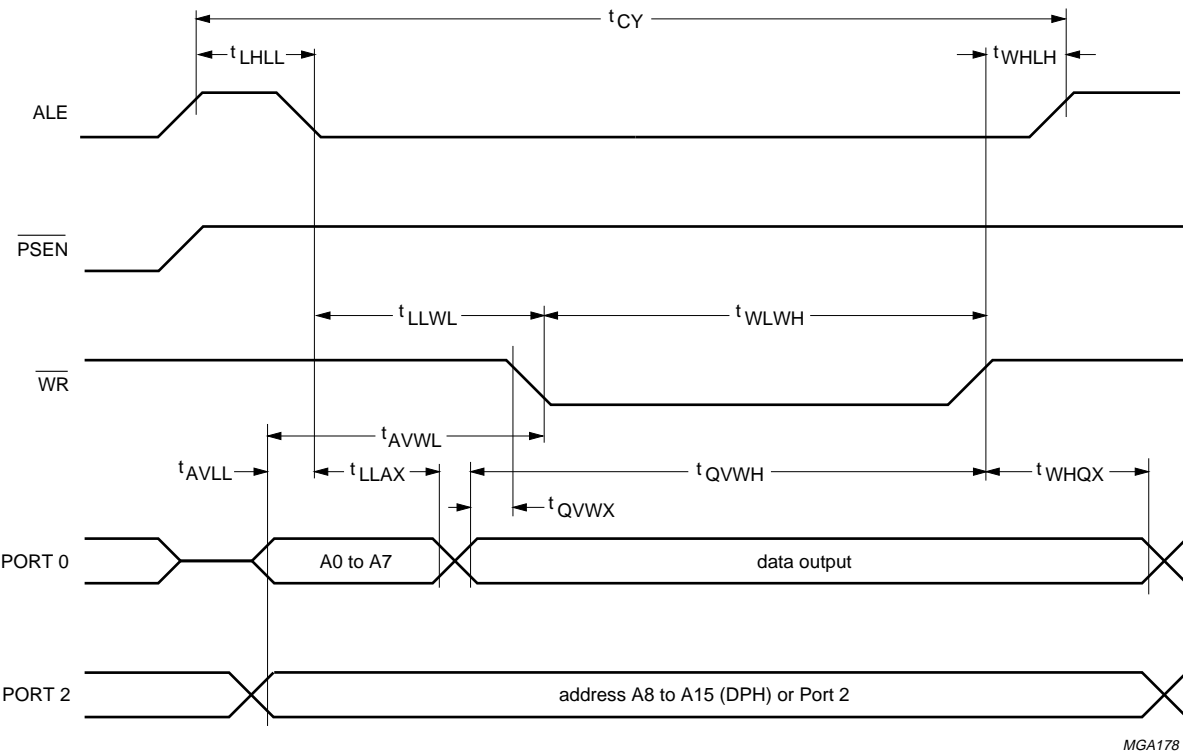 tCY
tLHLL
tWHLH
ALE
PSEN
tLLWL
tWLWH
WR
tAVWL
tAVLL
tLLAX
tQVWH
tWHQX
tQVWX
PORT 0
A0 to A7
data output
PORT 2
address A8 to A15 (DPH) or Port 2
MGA178